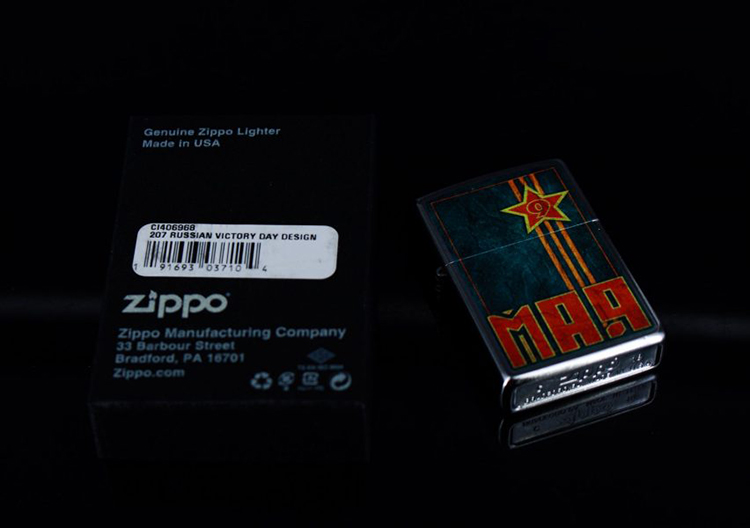 Genuine Zippo Lighter
Made in USA
CI406968
207 RUSSIAN VICTORY DAY DESIGN
1 91693 03710 4
Zippo
Zippo Manufacturing Company
33 Barbour Street
Bradford, PA 16701
Zippo.com
9
МАЯ